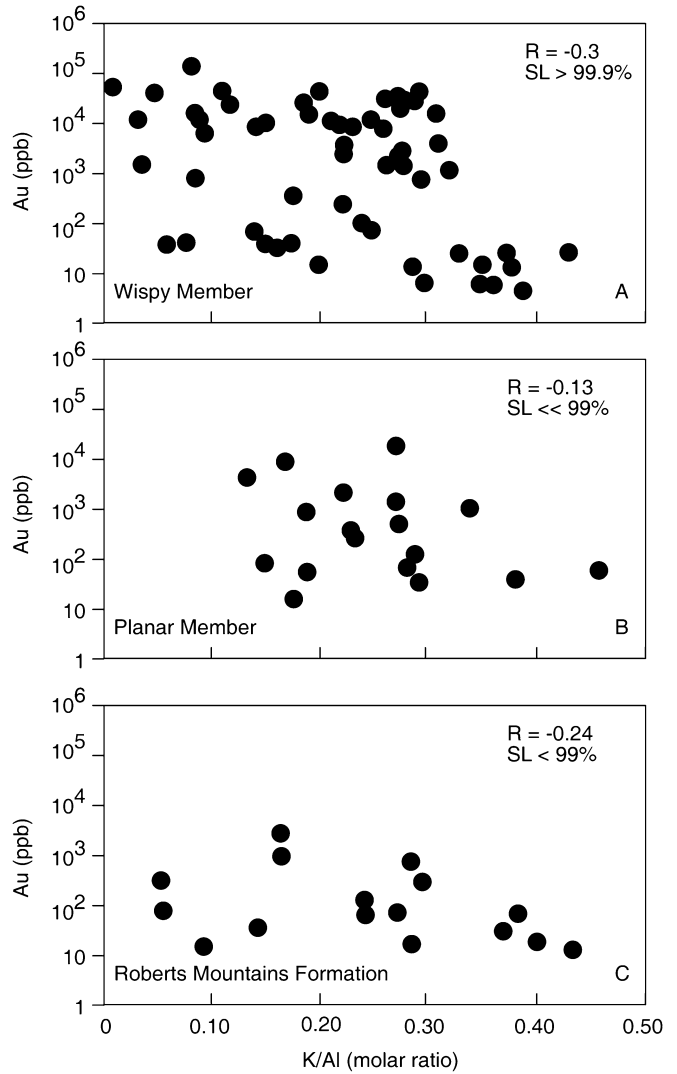 10^6
R = -0.3
10^5
SL > 99.9%
10^4
Au (ppb)
10^3
10^2
10
Wispy Member
A
1
10^6
R = -0.13
10^5
SL << 99%
10^4
Au (ppb)
10^3
10^2
10
Planar Member
B
1
10^6
R = -0.24
10^5
SL < 99%
10^4
Au (ppb)
10^3
10^2
10
Roberts Mountains Formation
C
1
0 0.10 0.20 0.30 0.40 0.50
K/Al (molar ratio)